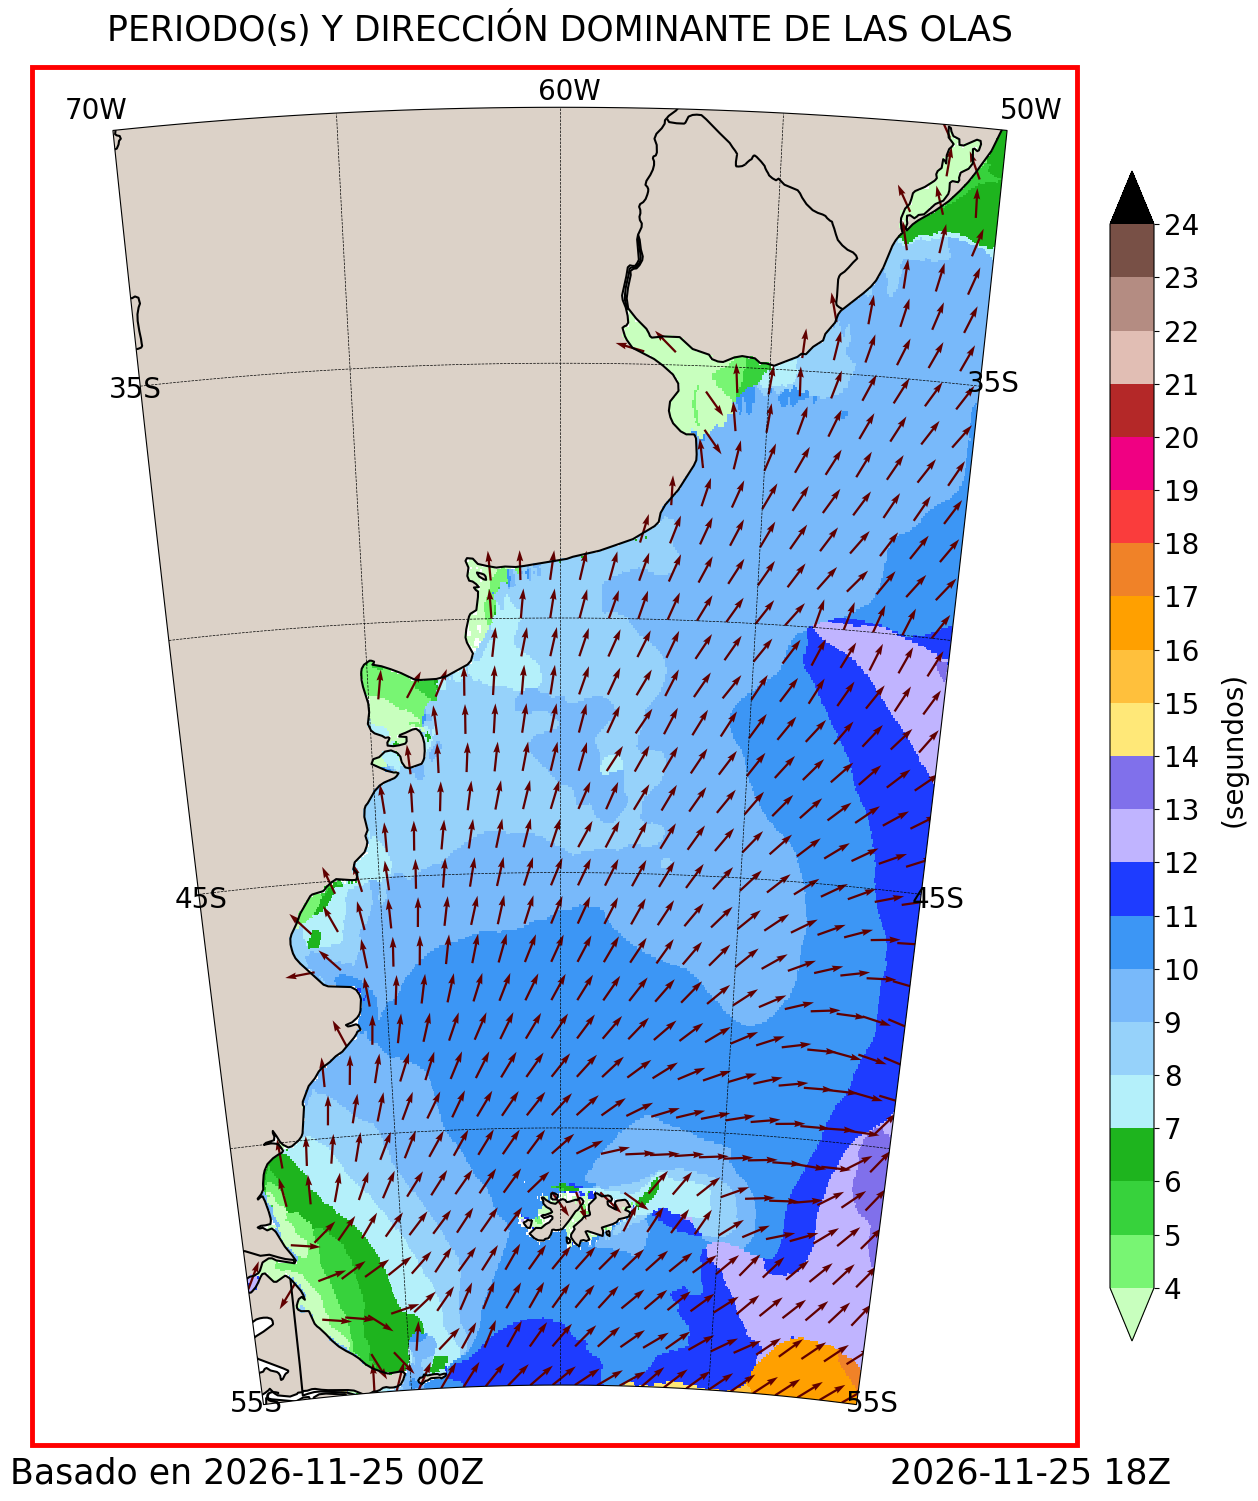 PERIODO(s) Y DIRECCIÓN DOMINANTE DE LAS OLAS
70W
60W
50W
35S
35S
45S
45S
55S
55S
24
23
22
21
20
19
18
17
16
15
14
13
12
11
10
9
8
7
6
5
4
(segundos)
Basado en 2026-11-25 00Z
2026-11-25 18Z